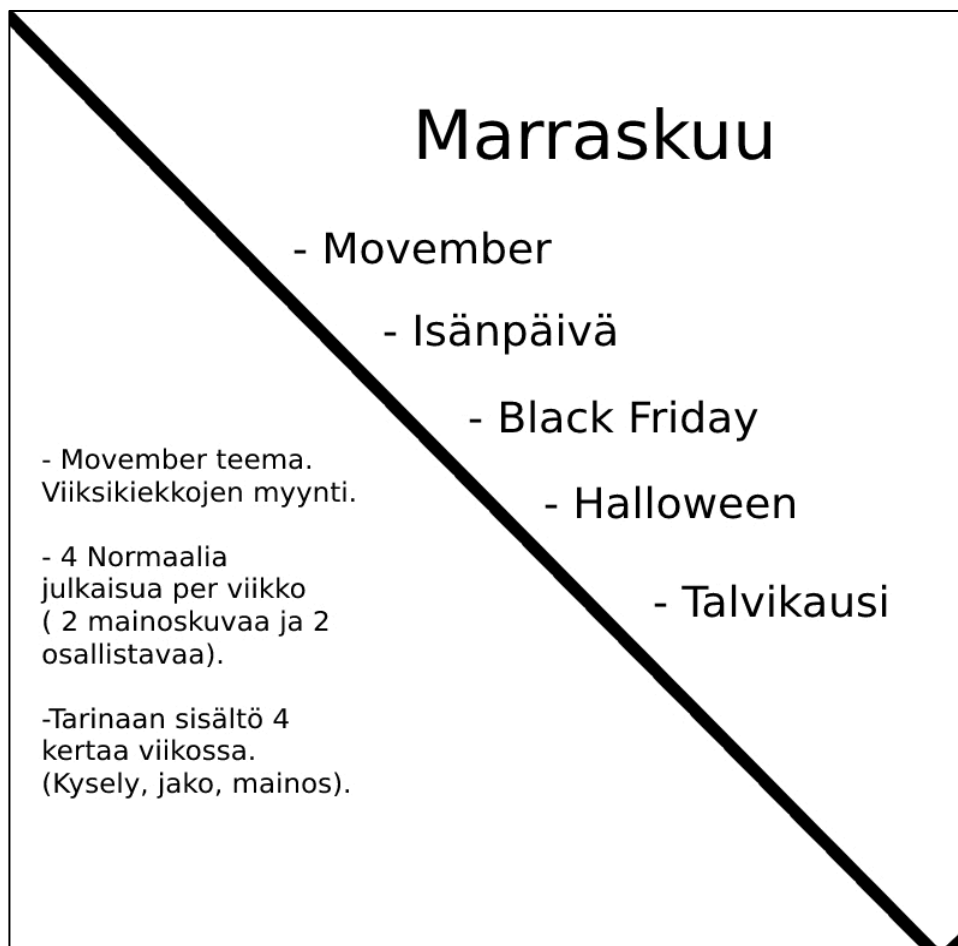 Marraskuu
- Movember
- Isänpäivä
- Black Friday
- Halloween
- Talvikausi
- Movember teema.
Viiksikiekkojen myynti.
- 4 Normaalia
julkaisua per viikko
( 2 mainoskuvaa ja 2
osallistavaa).
-Tarinaan sisältö 4
kertaa viikossa.
(Kysely, jako, mainos).